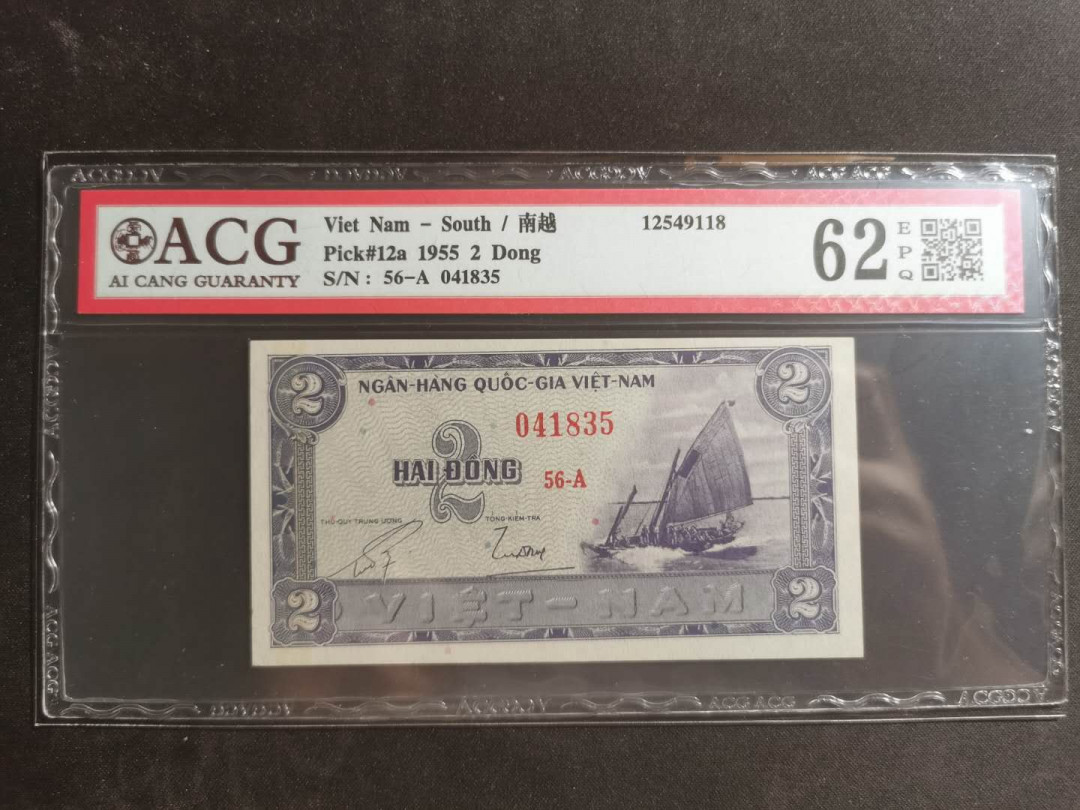 ACG
AI CANG GUARANTY
Viet Nam - South / 南越
Pick#12a 1955 2 Dong
S/N: 56-A 041835
12549118
62
EPQ
2
2
NGÂN-HÀNG QUỐC-GIA VIỆT-NAM
041835
2
HAI ĐỒNG
56-A
THỦ-QUỸ TRUNG ƯƠNG
TỔNG KIỂM-TRA
2
VIỆT-NAM
2